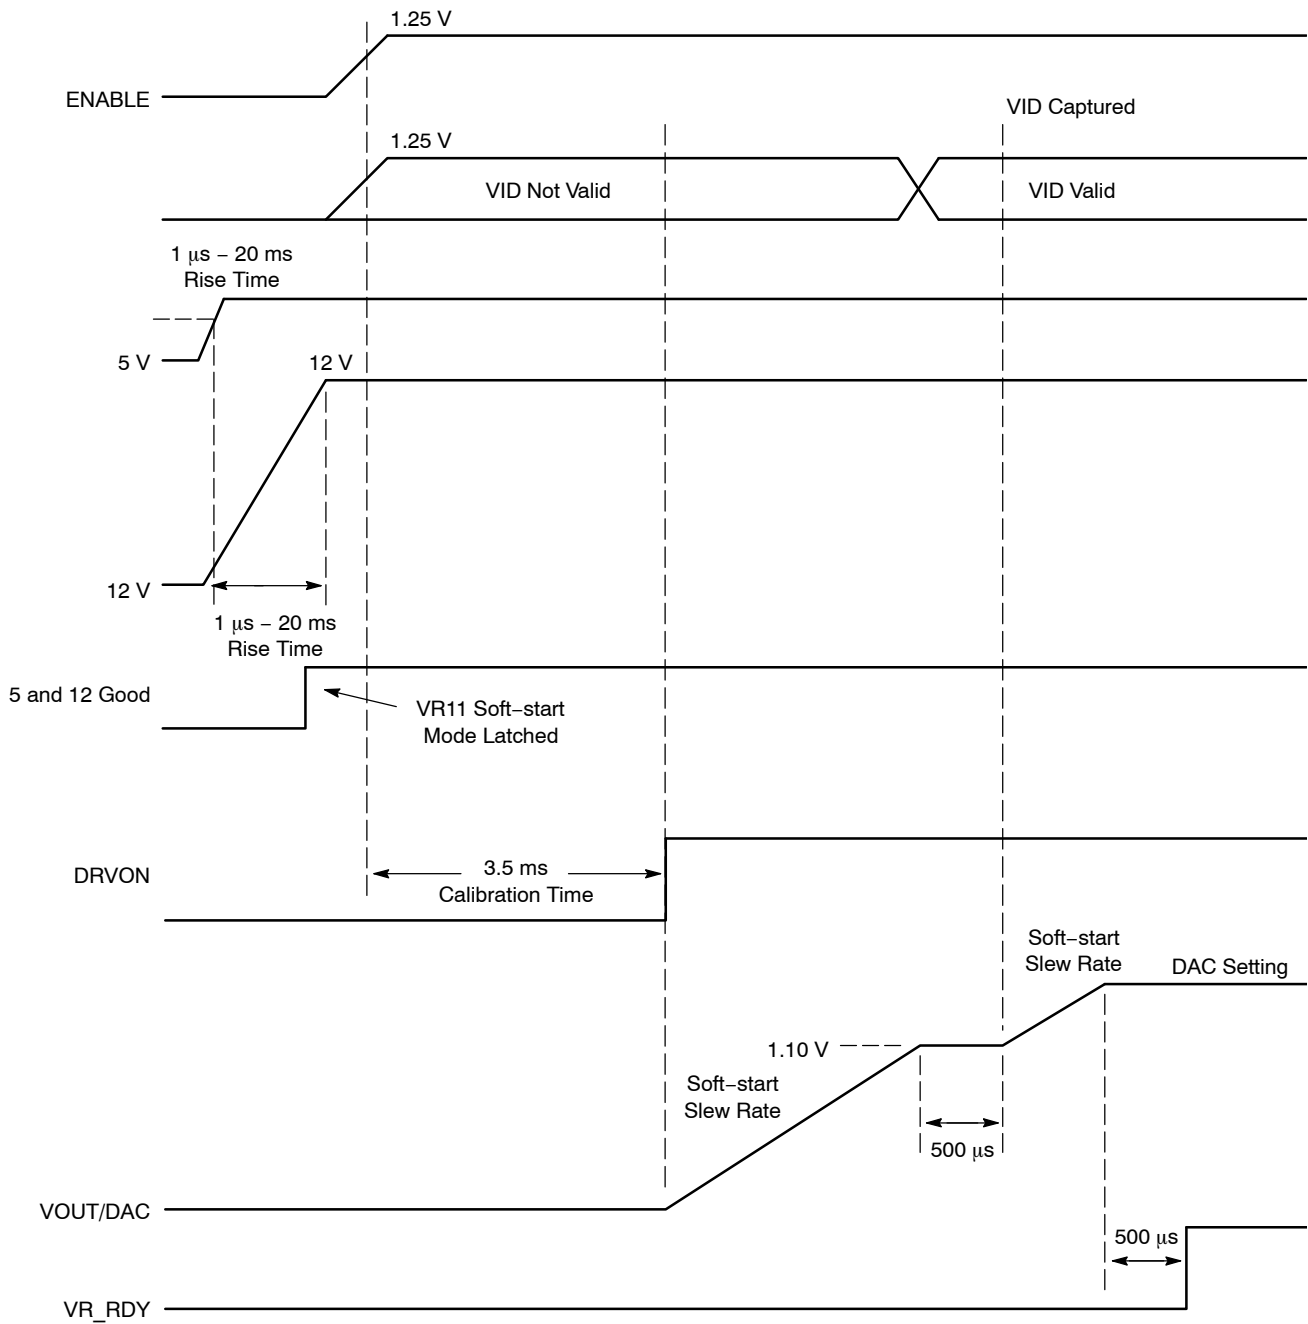 1.25 V
ENABLE
VID Captured
1.25 V
VID Not Valid
VID Valid
1 μs – 20 ms
Rise Time
5 V
12 V
12 V
1 μs – 20 ms
Rise Time
5 and 12 Good
VR11 Soft–start
Mode Latched
DRVON
3.5 ms
Calibration Time
Soft–start
Slew Rate
DAC Setting
1.10 V
Soft–start
Slew Rate
500 μs
VOUT/DAC
500 μs
VR_RDY